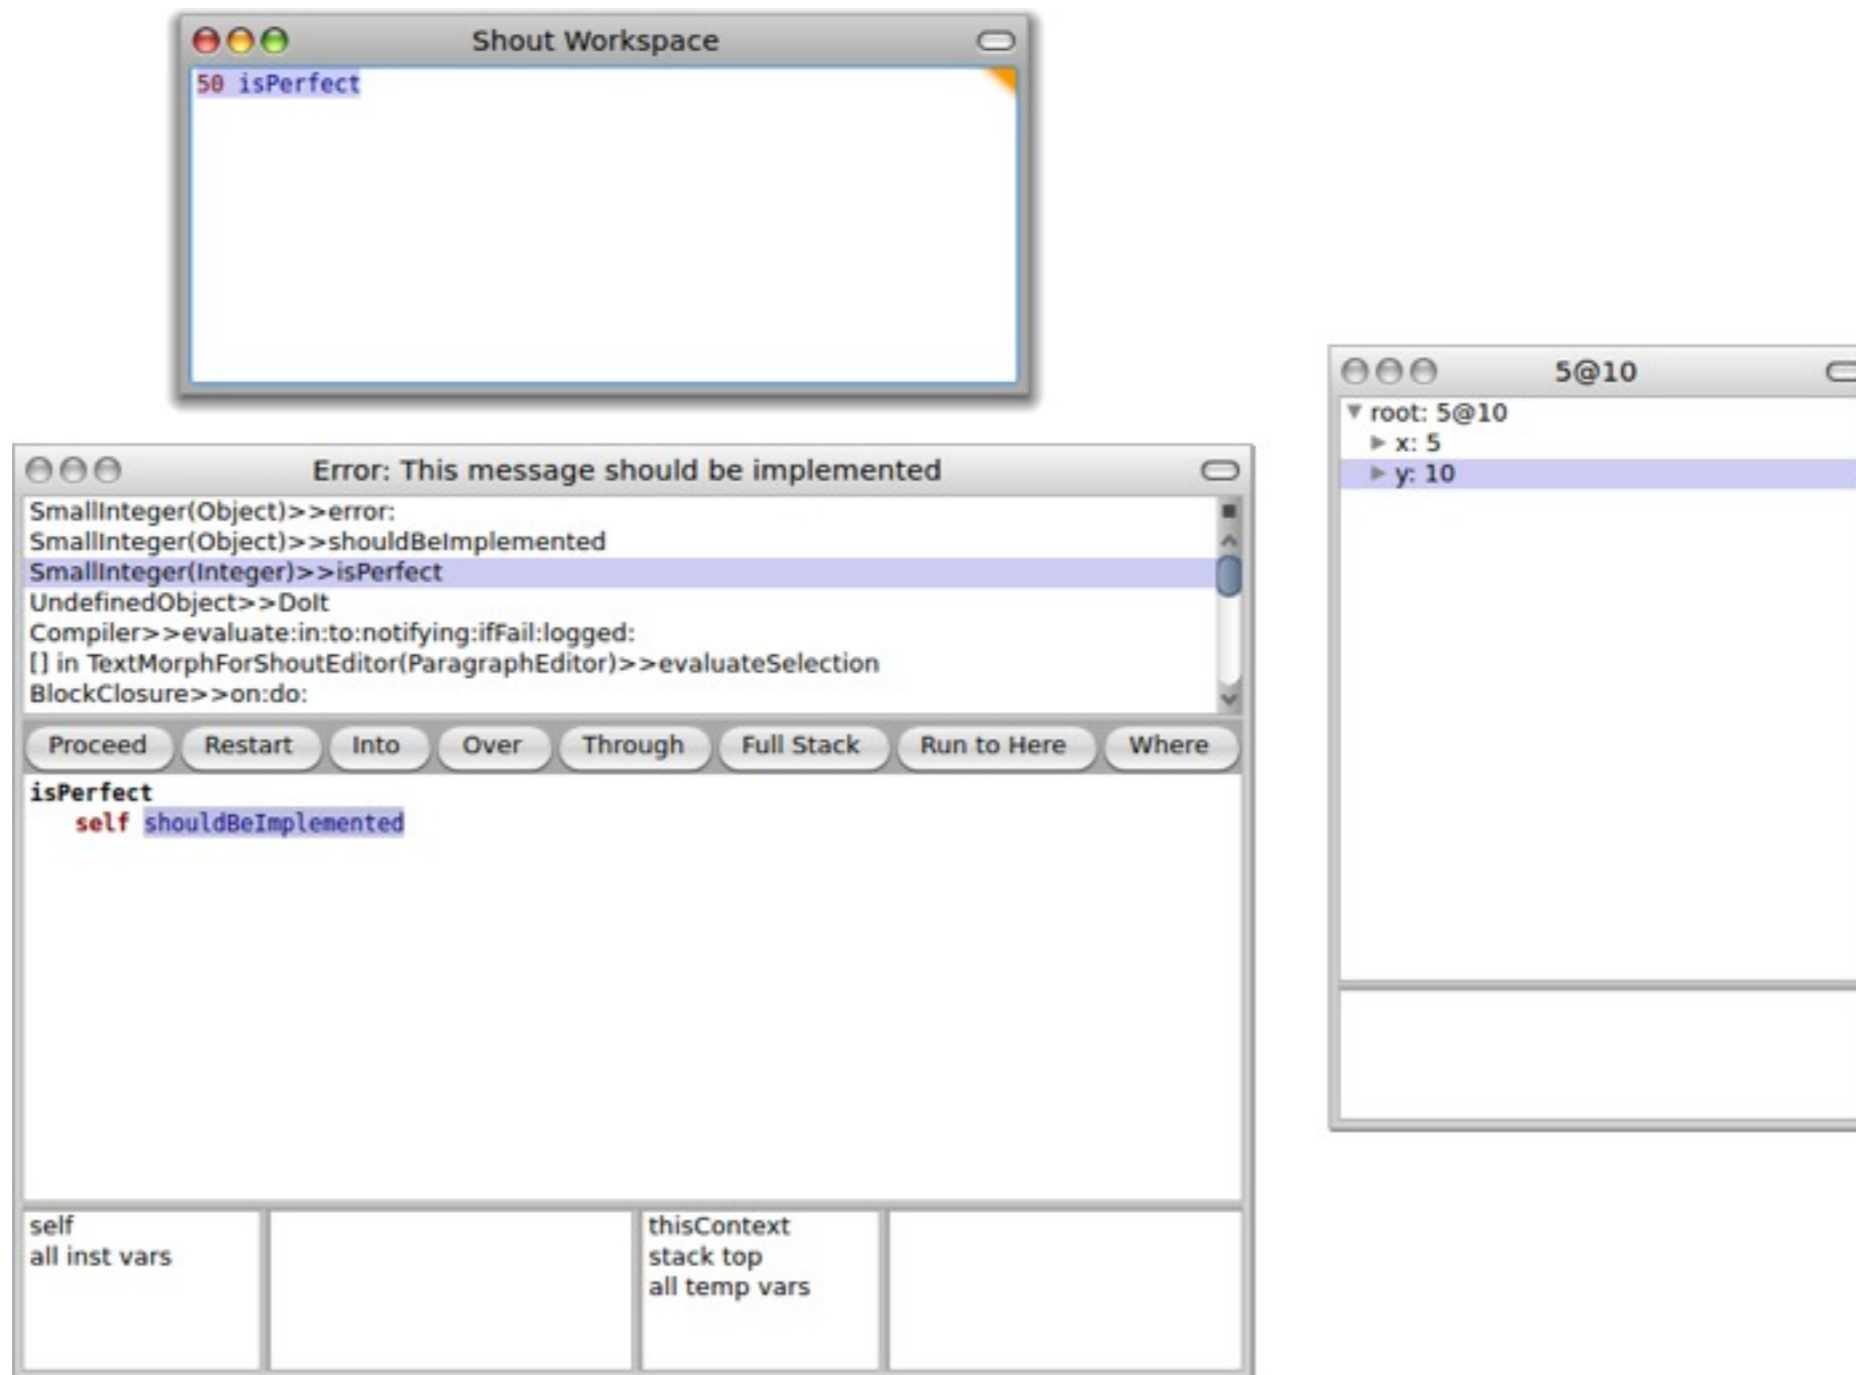 Shout Workspace
50 isPerfect
Error: This message should be implemented
SmallInteger(Object)>>error:
SmallInteger(Object)>>shouldBeImplemented
SmallInteger(Integer)>>isPerfect
UndefinedObject>>DoIt
Compiler>>evaluate:in:to:notifying:ifFail:logged:
[] in TextMorphForShoutEditor(ParagraphEditor)>>evaluateSelection
BlockClosure>>on:do:
Proceed Restart Into Over Through Full Stack Run to Here Where
isPerfect
self shouldBeImplemented
self
all inst vars
thisContext
stack top
all temp vars
5@10
root: 5@10
x: 5
y: 10